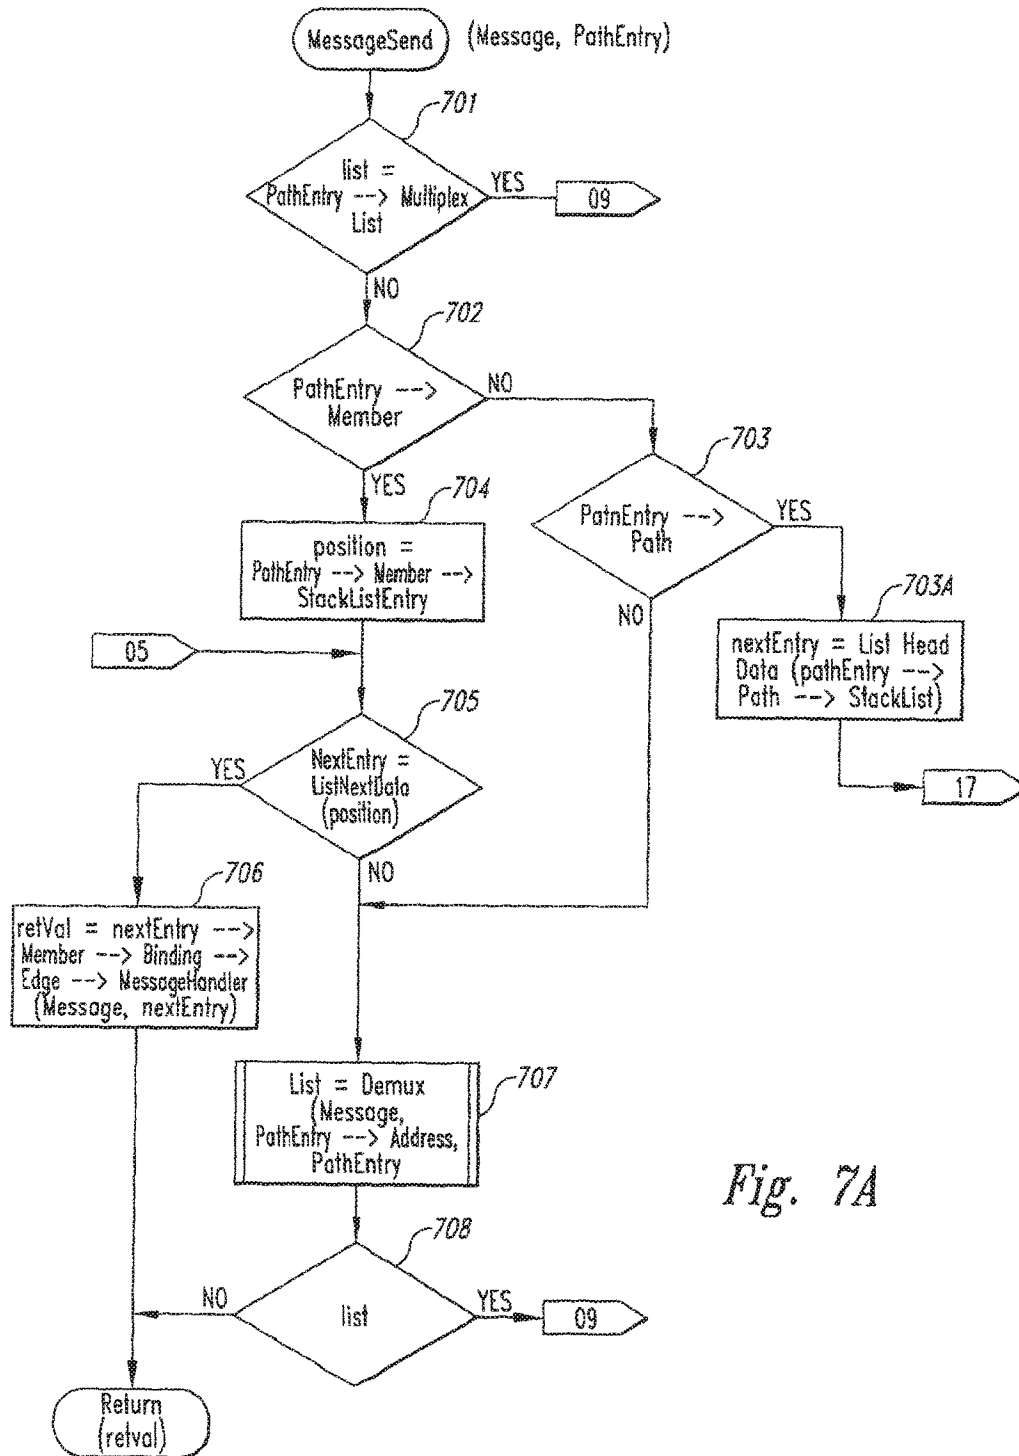 MessageSend (Message, PathEntry)
701
list =
PathEntry --> Multiplex
List
YES
09
NO
702
PathEntry -->
Member
NO
YES
703
PatnEntry -->
Path
YES
NO
704
position =
PathEntry --> Member -->
StackListEntry
703A
nextEntry = List Head
Data (pathEntry -->
Path --> StackList)
05
17
705
NextEntry =
ListNextData
(position)
YES
NO
706
retVal = nextEntry -->
Member --> Binding -->
Edge --> MessageHandler
(Message, nextEntry)
707
List = Demux
(Message,
PathEntry --> Address,
PathEntry
Fig. 7A
708
list
NO
YES
09
Return
(retval)